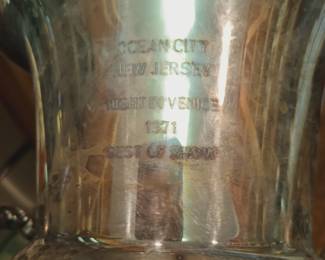 OCEAN CITY
NEW JERSEY
NIGHT IN VENICE
1971
BEST OF SHOW